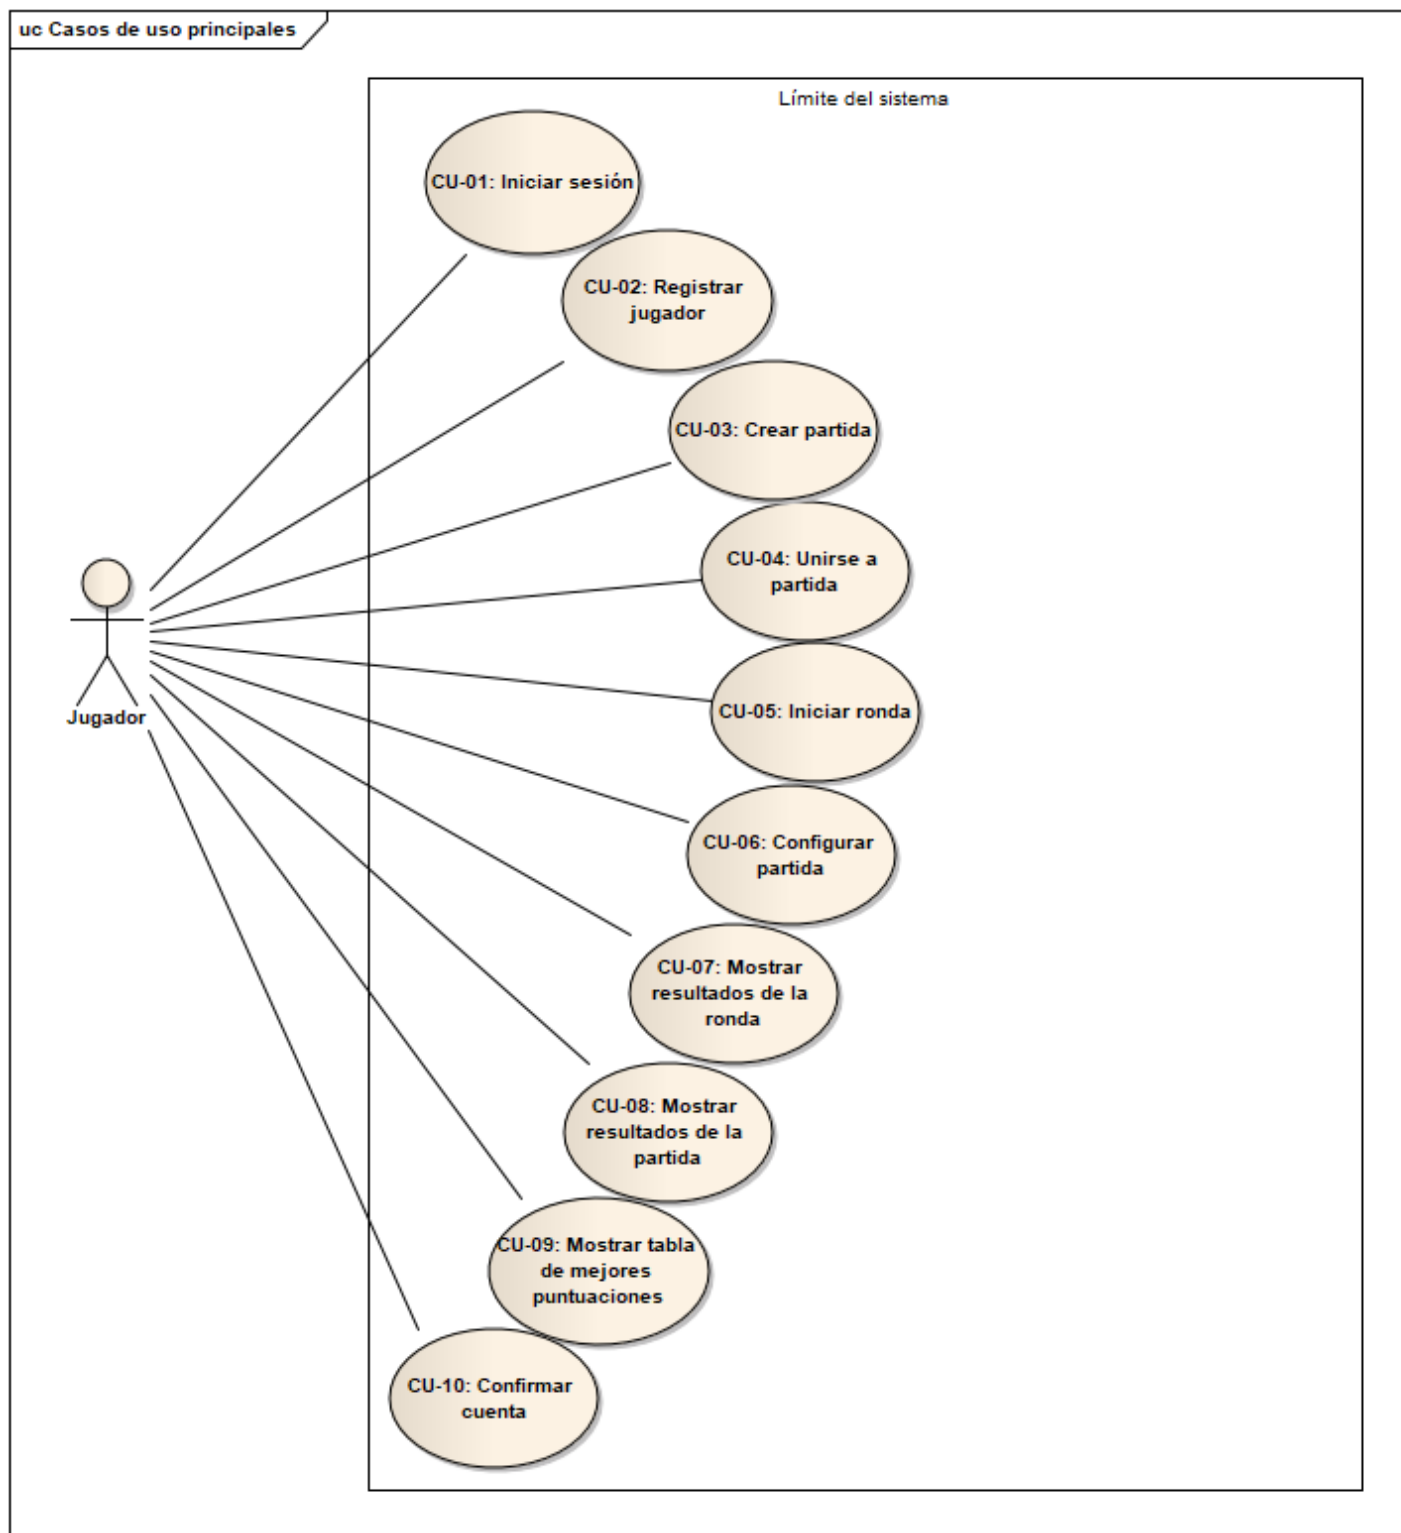 uc Casos de uso principales
Límite del sistema
CU-01: Iniciar sesión
CU-02: Registrar
jugador
CU-03: Crear partida
CU-04: Unirse a
partida
Jugador
CU-05: Iniciar ronda
CU-06: Configurar
partida
CU-07: Mostrar
resultados de la
ronda
CU-08: Mostrar
resultados de la
partida
CU-09: Mostrar tabla
de mejores
puntuaciones
CU-10: Confirmar
cuenta